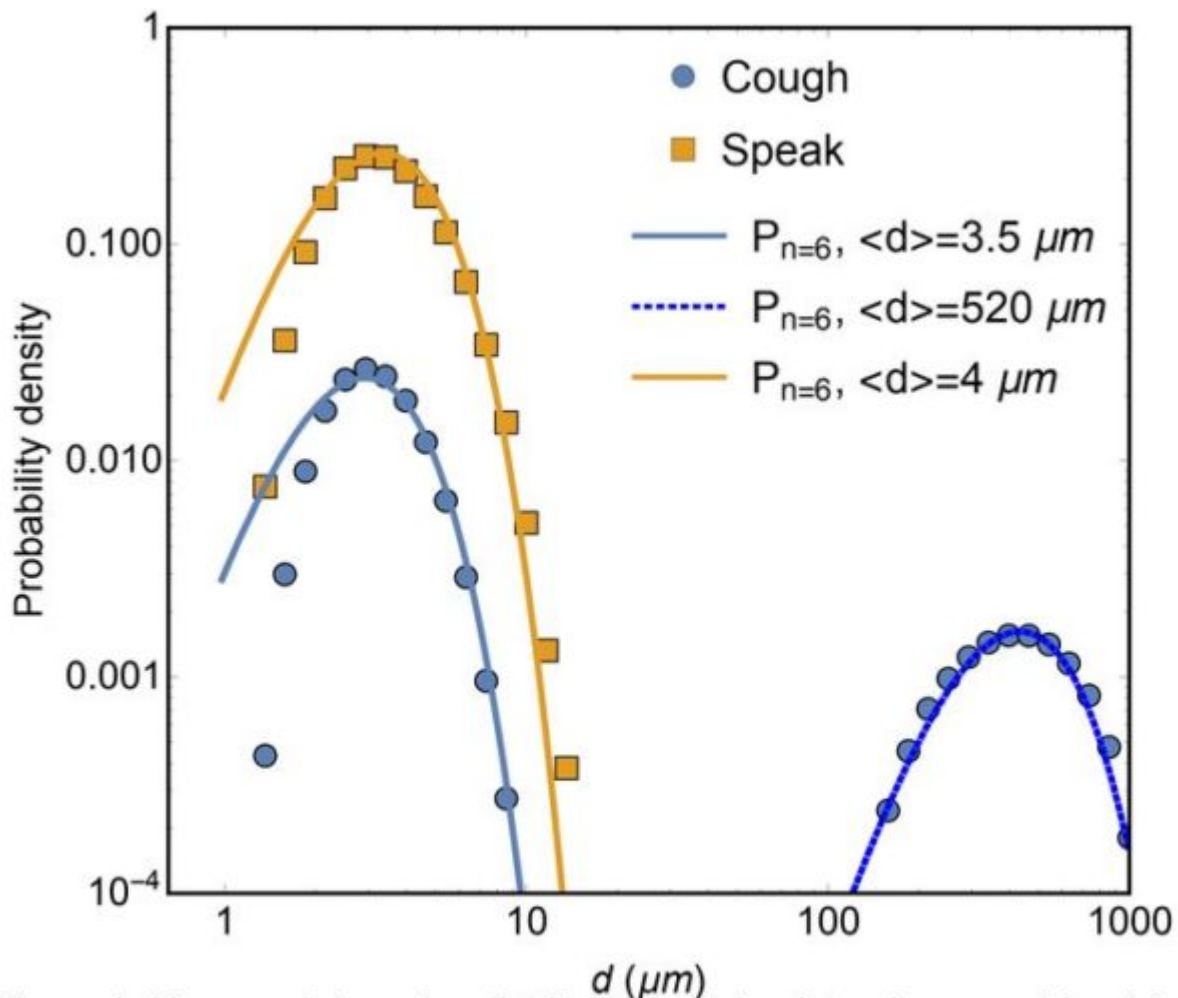 1
0.100
0.010
0.001
10⁻⁴
Probability density
Cough
Speak
Pn=6, <d>=3.5 µm
Pn=6, <d>=520 µm
Pn=6, <d>=4 µm
1
10
100
1000
d (µm)